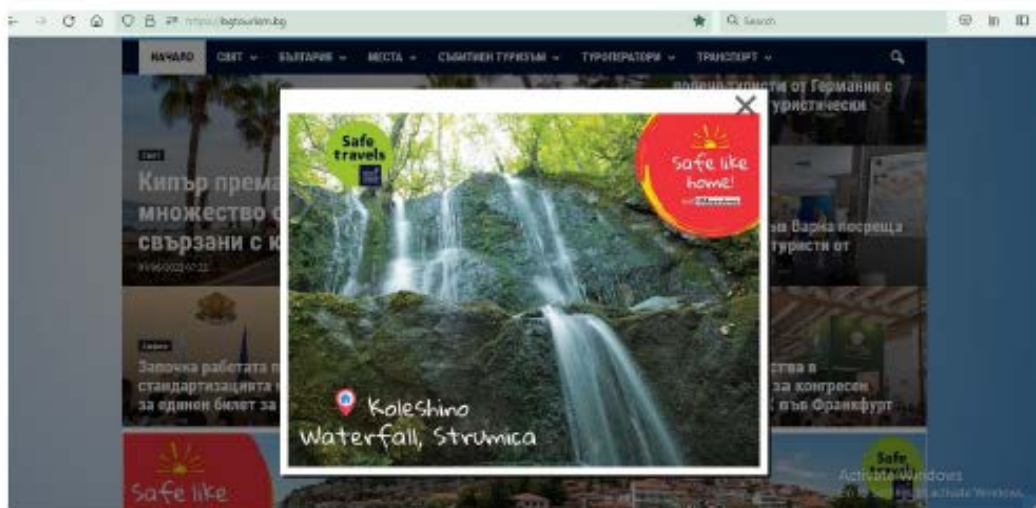 bgtourism.bg
Search
НАЧАЛО СВЯТ БЪЛГАРИЯ МЕСТА СЪБИТИЕН ТУРИЗЪМ ТУРОПЕРАТОРИ ТРАНСПОРТ
туристи от Германия с
СВЯТ
Кипър према
множество
свързани с к
Варна посреща
туристи от
Safe
travels
Safe like
home!
Започна работата
стандартизацията
за единен билет за
за конгресен
във Франкфурт
Koleshino
Waterfall, Strumica
Safe like
Safe
Activate Windows